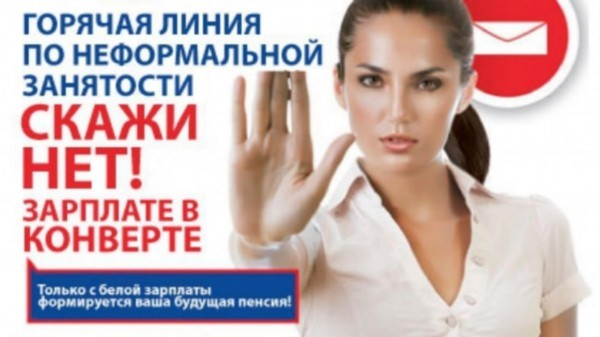 ГОРЯЧАЯ ЛИНИЯ
ПО НЕФОРМАЛЬНОЙ
ЗАНЯТОСТИ
СКАЖИ
НЕТ!
ЗАРПЛАТЕ В
КОНВЕРТЕ
Только с белой зарплаты
формируется ваша будущая пенсия!